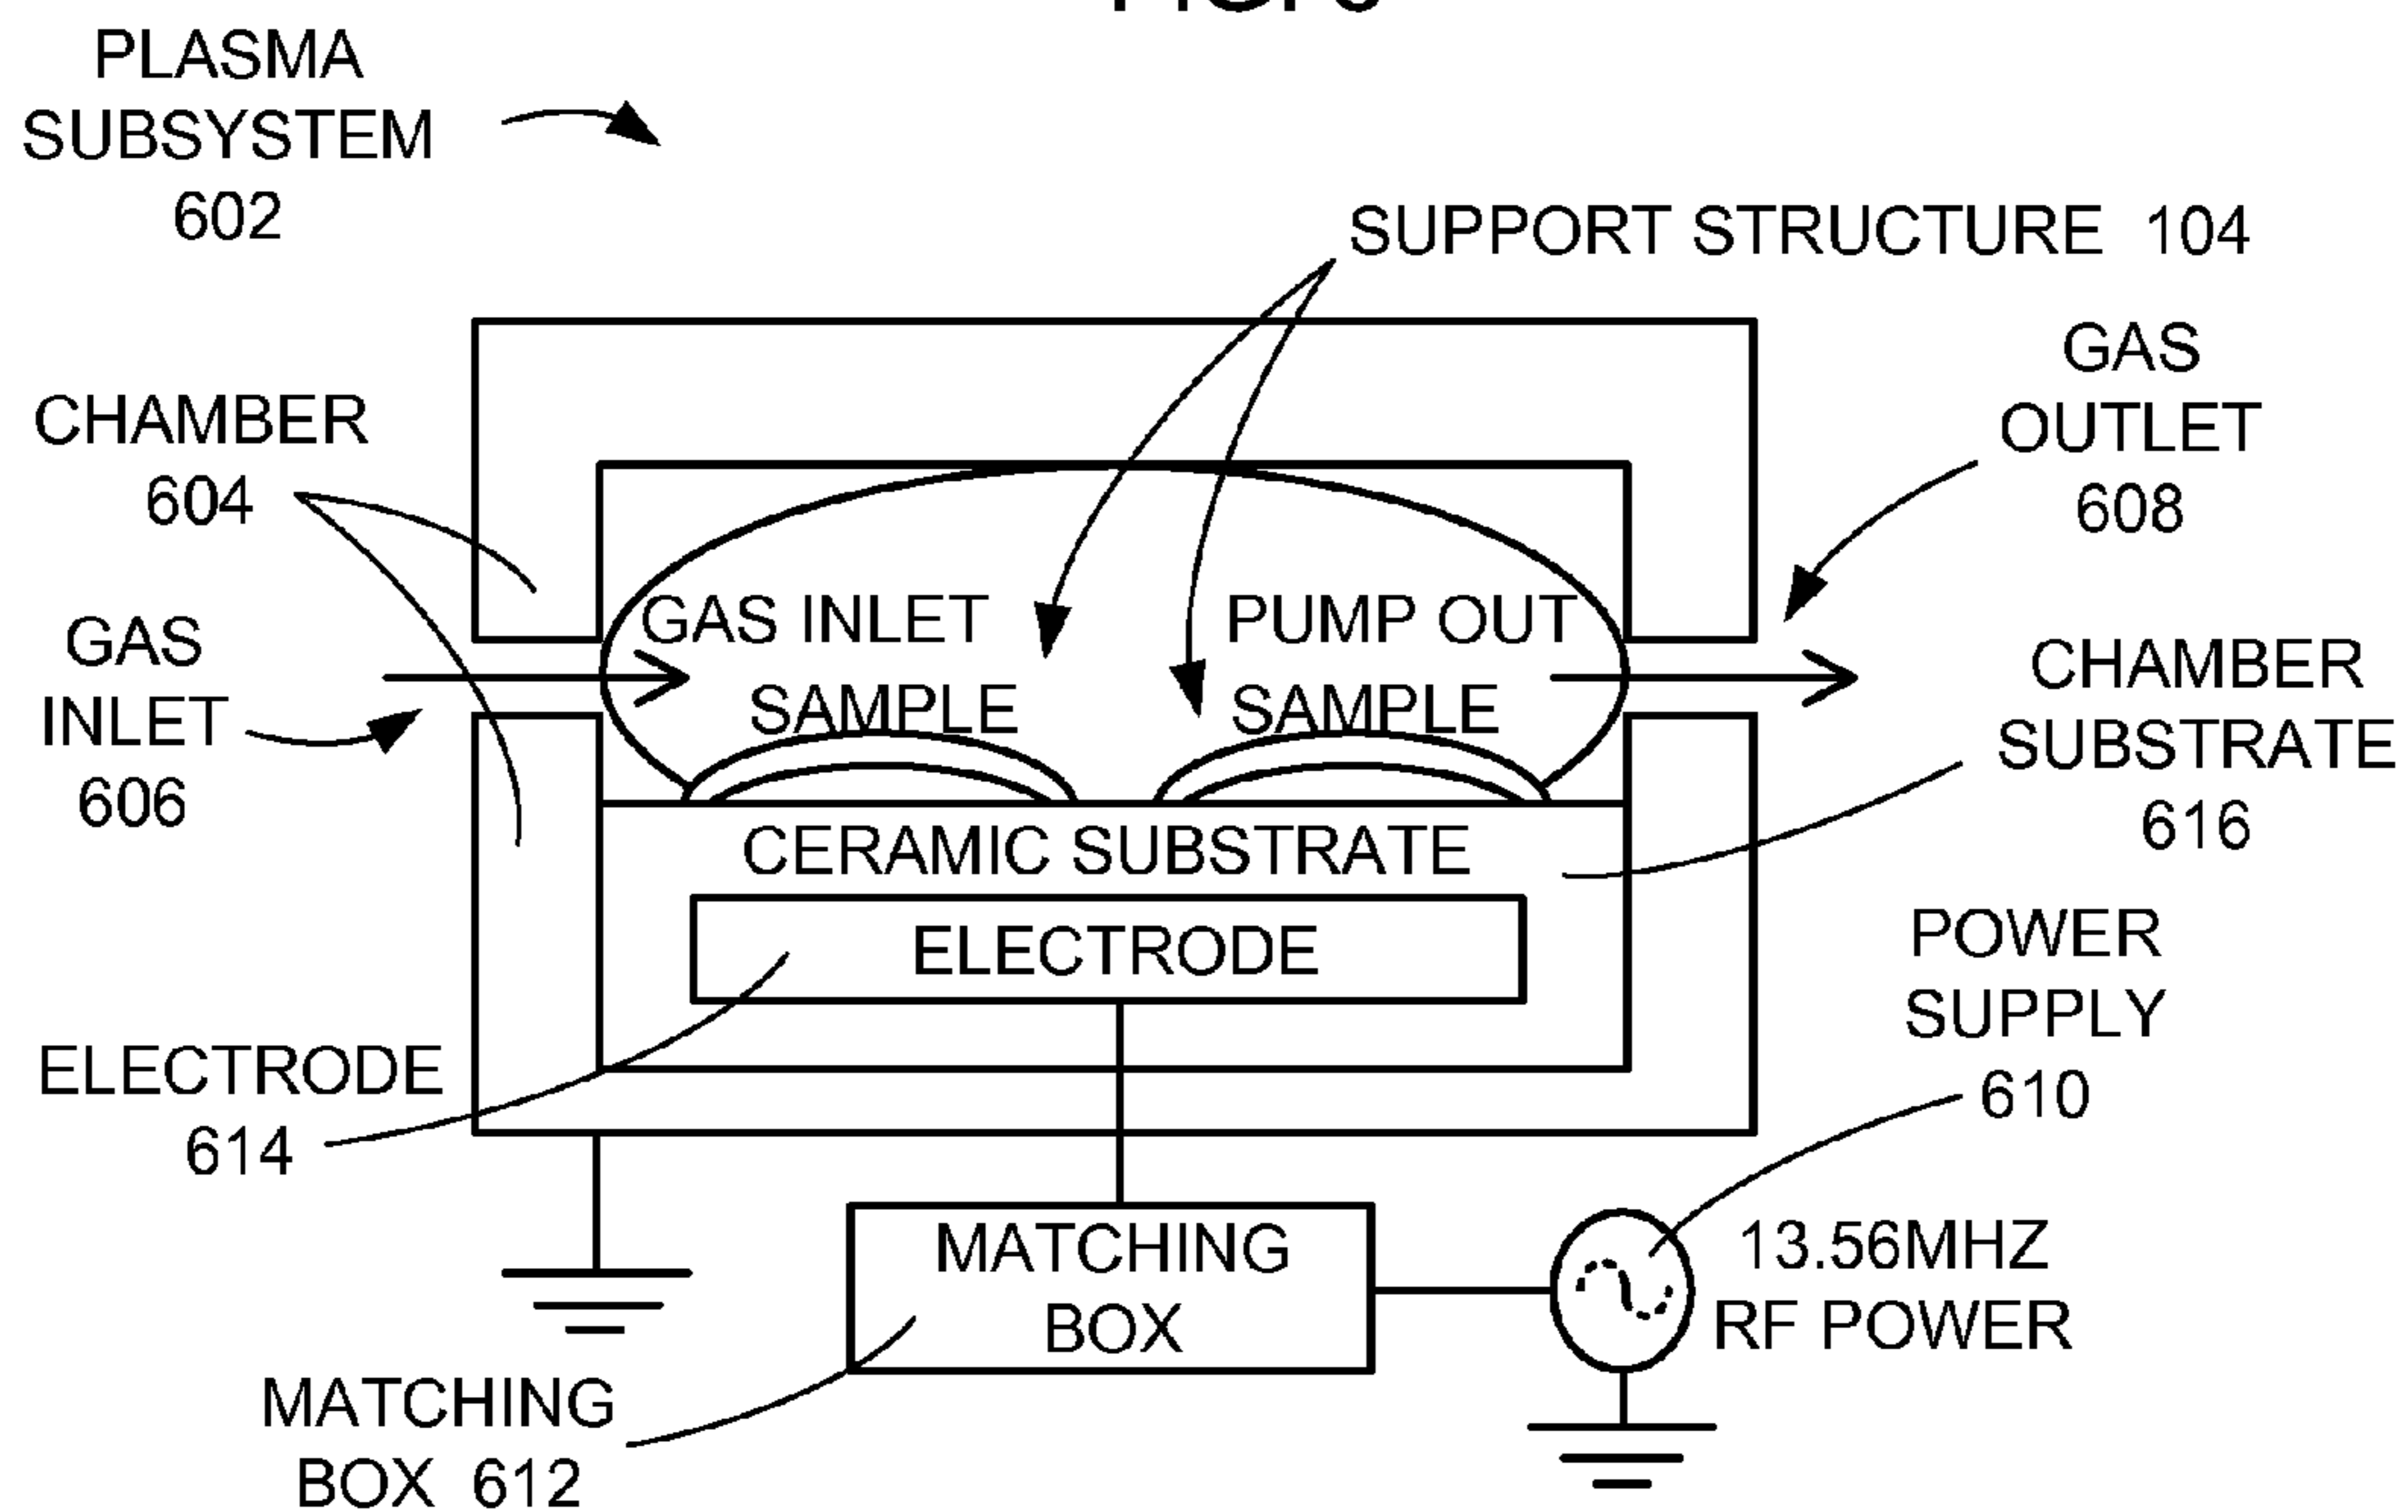 PLASMA
SUBSYSTEM
602
SUPPORT STRUCTURE 104
GAS
OUTLET
608
CHAMBER
604
GAS INLET
PUMP OUT
GAS
INLET
606
SAMPLE
SAMPLE
CHAMBER
SUBSTRATE
616
CERAMIC SUBSTRATE
ELECTRODE
POWER
SUPPLY
610
ELECTRODE
614
MATCHING
BOX
13.56MHZ
RF POWER
MATCHING
BOX 612